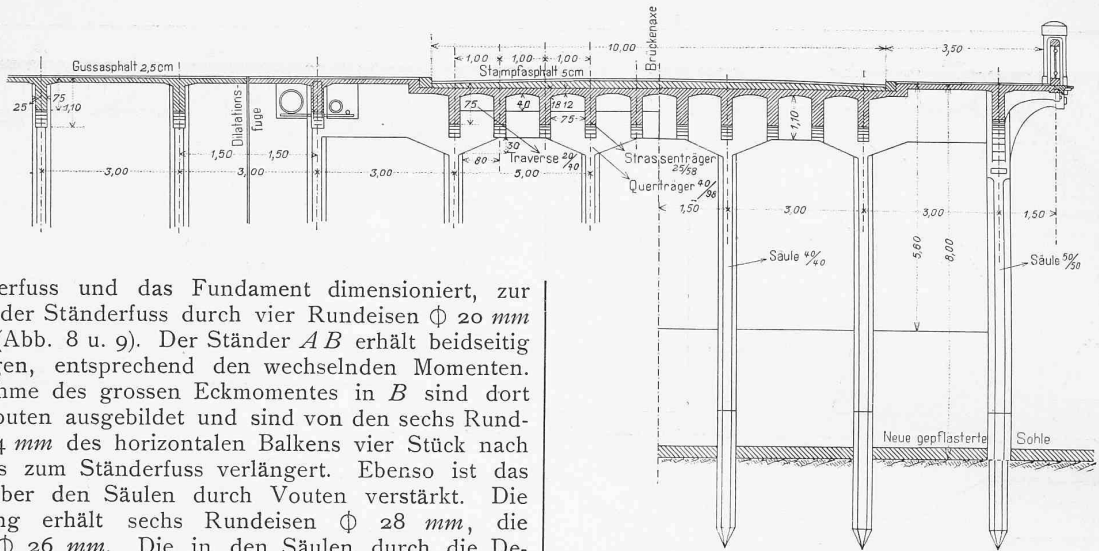 Brückenaxe
10,00
3,50
1,00 1,00 1,00
Gussasphalt 2,5cm
Stampfasphalt 5cm
25
75
1,10
Dilatations-
fuge
75
40
18 12
75
1,10
1,50
1,50
30
80
Traverse 20/40
Strassenträger
25/58
Querträger 40/98
3,00
3,00
3,00
5,00
1,50
3,00
3,00
1,50
5,60
8,00
Säule 40/40
Säule 50/50
Neue gepflasterte Sohle
erfuss und das Fundament dimensioniert, zur
der Ständerfuss durch vier Rundeisen ϕ 20 mm
(Abb. 8 u. 9). Der Ständer A B erhält beidseitig
gen, entsprechend den wechselnden Momenten.
hme des grossen Eckmomentes in B sind dort
outen ausgebildet und sind von den sechs Rund-
4 mm des horizontalen Balkens vier Stück nach
s zum Ständerfuss verlängert. Ebenso ist das
ber den Säulen durch Vouten verstärkt. Die
ng erhält sechs Rundeisen ϕ 28 mm, die
ϕ 26 mm. Die in den Säulen durch die De-